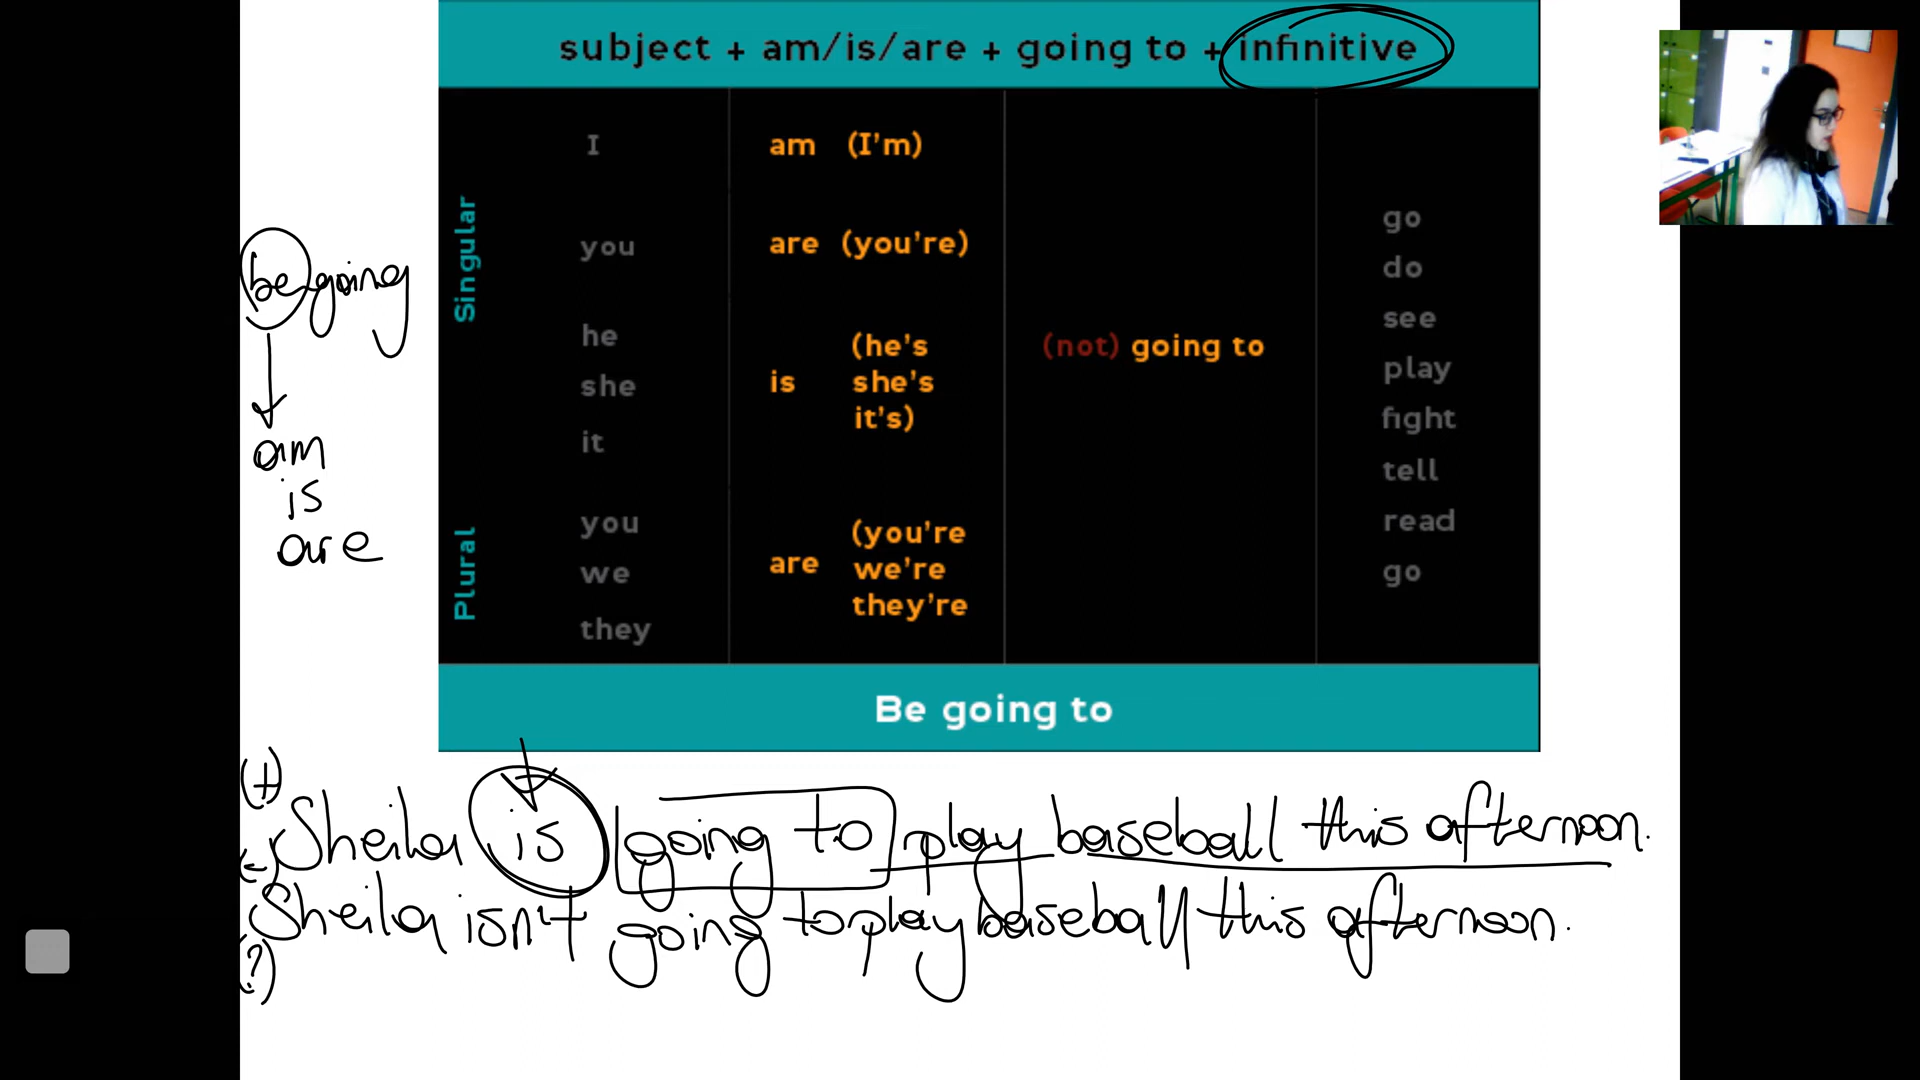 subject + am/is/are + going to + infinitive
Singular
I am (I'm)
you are (you're)
he (he's
she is she's
it it's)
(not) going to
Plural
you (you're
we are we're
they they're
go
do
see
play
fight
tell
read
go
Be going to
be going
am
is
are
(+)
Sheila is going to play baseball this afternoon.
(-)
Sheila isn't going to play baseball this afternoon.
(?)